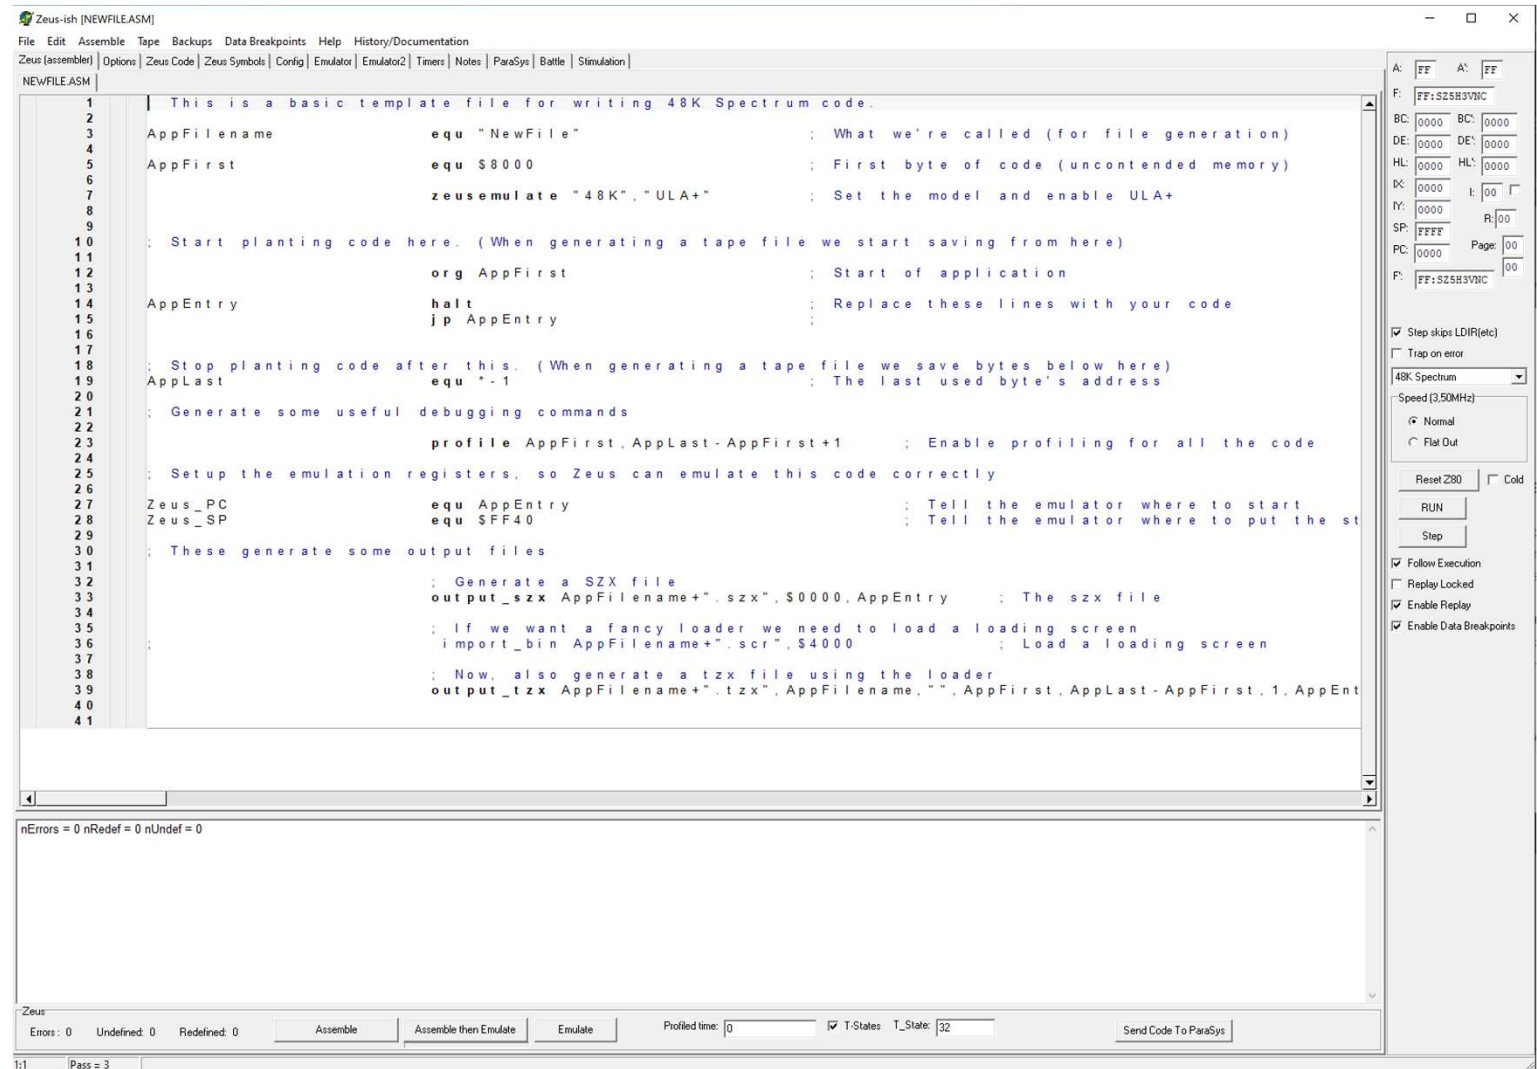 Zeus-ish [NEWFILE.ASM]
File Edit Assemble Tape Backups Data Breakpoints Help History/Documentation
Zeus (assembler) Options Zeus Code Zeus Symbols Config Emulator Emulator2 Timers Notes ParaSys Battle Stimulation
NEWFILE.ASM
1 ; This is a basic template file for writing 48K Spectrum code.
2
3 AppFilename equ "NewFile" ; What we're called (for file generation)
4
5 AppFirst equ $8000 ; First byte of code (uncontended memory)
6
7 zeusemulate "48K","ULA+" ; Set the model and enable ULA+
8
9
10 ; Start planting code here. (When generating a tape file we start saving from here)
11
12 org AppFirst ; Start of application
13
14 AppEntry halt ; Replace these lines with your code
15 jp AppEntry ;
16
17
18 ; Stop planting code after this. (When generating a tape file we save bytes below here)
19 AppLast equ *-1 ; The last used byte's address
20
21 ; Generate some useful debugging commands
22
23 profile AppFirst,AppLast-AppFirst+1 ; Enable profiling for all the code
24
25 ; Setup the emulation registers, so Zeus can emulate this code correctly
26
27 Zeus_PC equ AppEntry ; Tell the emulator where to start
28 Zeus_SP equ $FF40 ; Tell the emulator where to put the st
29
30 ; These generate some output files
31
32 ; Generate a SZX file
33 output_szx AppFilename+".szx",$0000,AppEntry ; The szx file
34
35 ; If we want a fancy loader we need to load a loading screen
36 ; import_bin AppFilename+".scr",$4000 ; Load a loading screen
37
38 ; Now, also generate a tzx file using the loader
39 output_tzx AppFilename+".tzx",AppFilename,"",AppFirst,AppLast-AppFirst,1,AppEnt
40
41
nErrors = 0 nRedef = 0 nUndef = 0
Zeus
Errors : 0 Undefined: 0 Redefined: 0 Assemble Assemble then Emulate Emulate Profiled time: 0 T-States T_State: 32 Send Code To ParaSys
1:1 Pass = 3
A: FF A': FF
F: FF:SZ5H3VNC
BC: 0000 BC': 0000
DE: 0000 DE': 0000
HL: 0000 HL': 0000
IX: 0000 I: 00
IY: 0000 R: 00
SP: FFFF
PC: 0000 Page: 00
00
F': FF:SZ5H3VNC
Step skips LDIR(etc)
Trap on error
48K Spectrum
Speed (3,50MHz)
Normal
Flat Out
Reset Z80 Cold
RUN
Step
Follow Execution
Replay Locked
Enable Replay
Enable Data Breakpoints